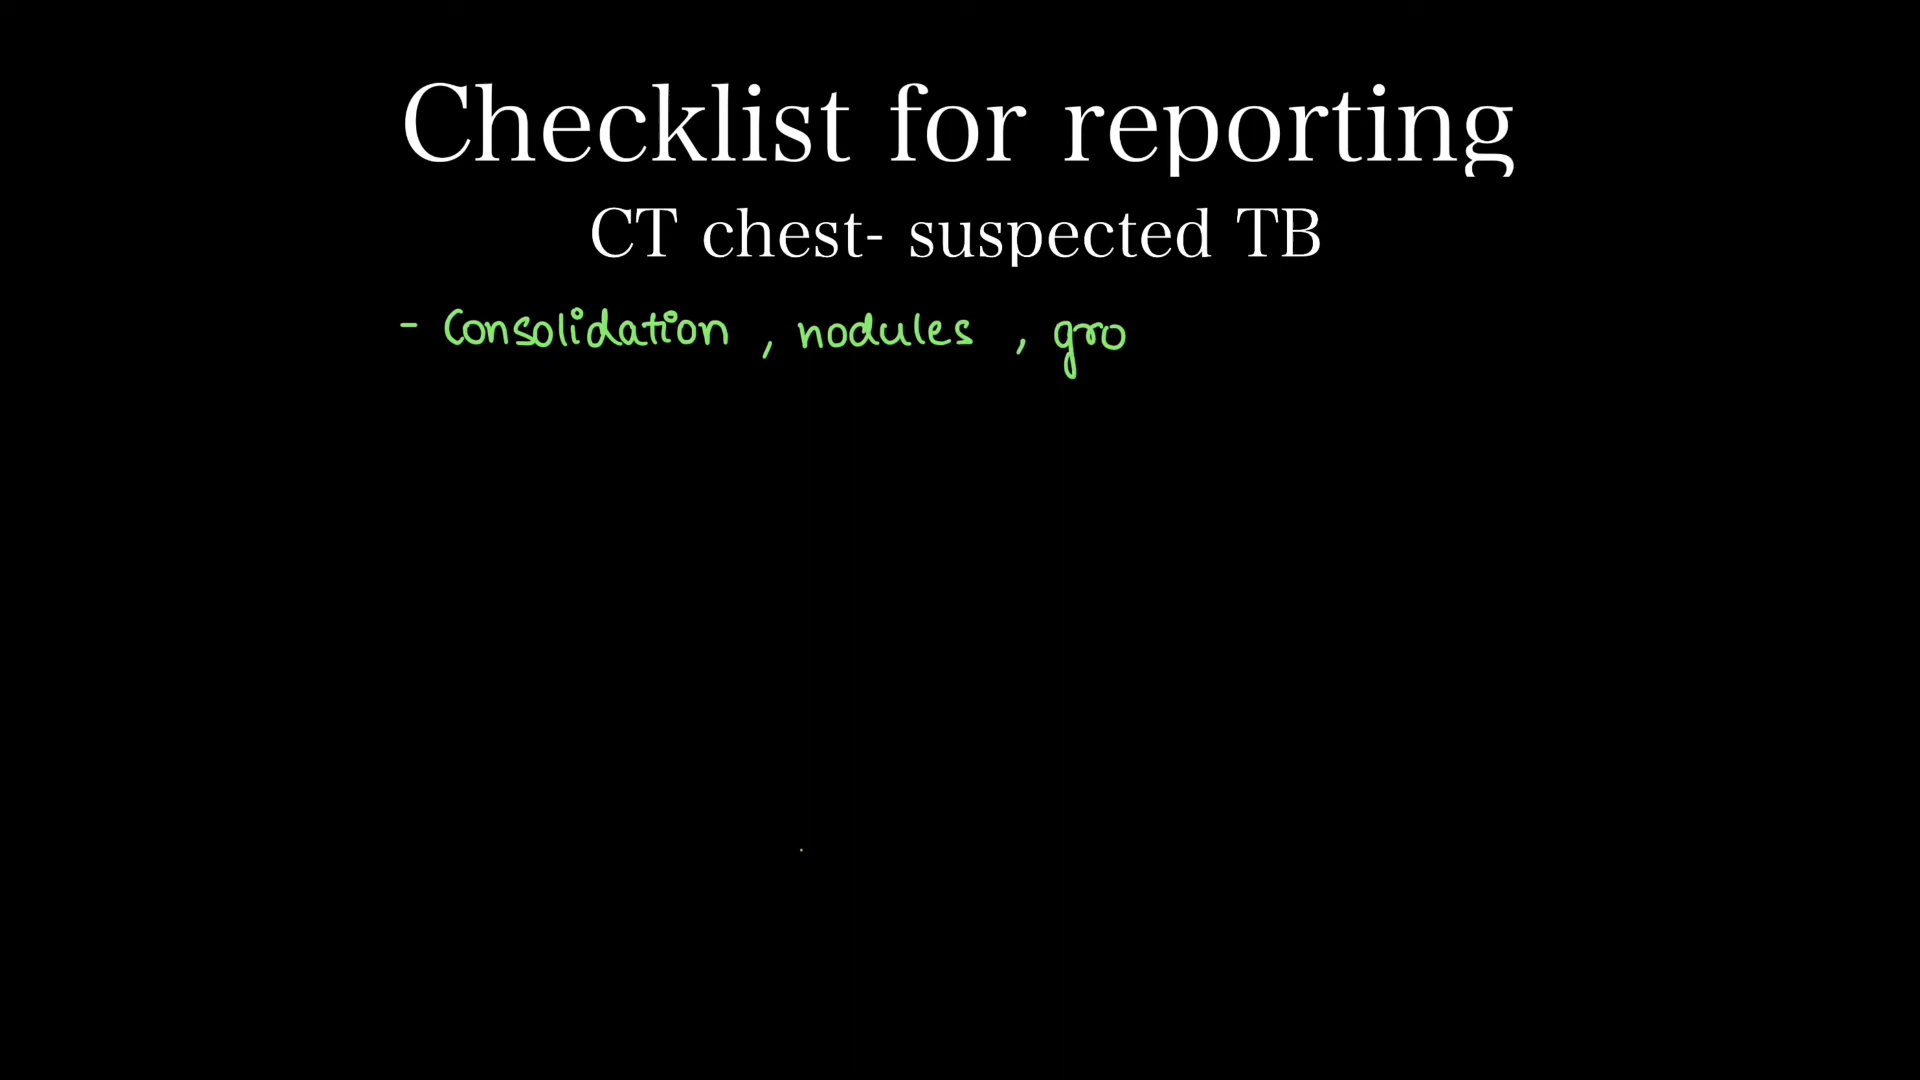 Checklist for reporting
CT chest- suspected TB
- Consolidation , nodules , gro